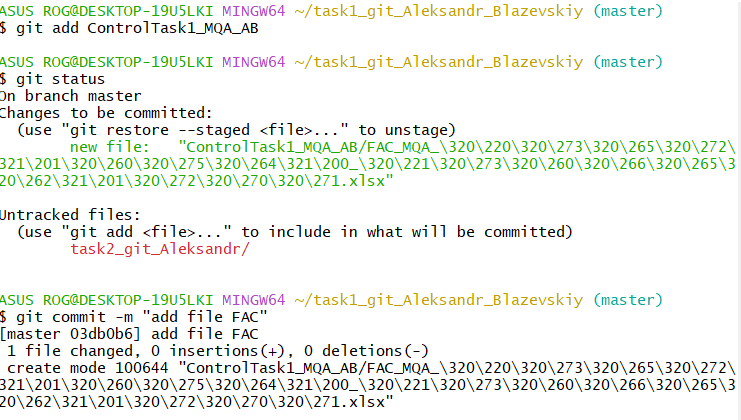 ASUS ROG@DESKTOP-19U5LKI MINGW64 ~/task1_git_Aleksandr_Blazevskiy (master)
$ git add ControlTask1_MQA_AB
ASUS ROG@DESKTOP-19U5LKI MINGW64 ~/task1_git_Aleksandr_Blazevskiy (master)
$ git status
On branch master
Changes to be committed:
  (use "git restore --staged <file>..." to unstage)
        new file:   "ControlTask1_MQA_AB/FAC_MQA_\320\220\320\273\320\265\320\272\
321\201\320\260\320\275\320\264\321\200_\320\221\320\273\320\260\320\266\320\265\3
20\262\321\201\320\272\320\270\320\271.xlsx"
Untracked files:
  (use "git add <file>..." to include in what will be committed)
        task2_git_Aleksandr/
ASUS ROG@DESKTOP-19U5LKI MINGW64 ~/task1_git_Aleksandr_Blazevskiy (master)
$ git commit -m "add file FAC"
[master 03db0b6] add file FAC
 1 file changed, 0 insertions(+), 0 deletions(-)
 create mode 100644 "ControlTask1_MQA_AB/FAC_MQA_\320\220\320\273\320\265\320\272\
321\201\320\260\320\275\320\264\321\200_\320\221\320\273\320\260\320\266\320\265\3
20\262\321\201\320\272\320\270\320\271.xlsx"